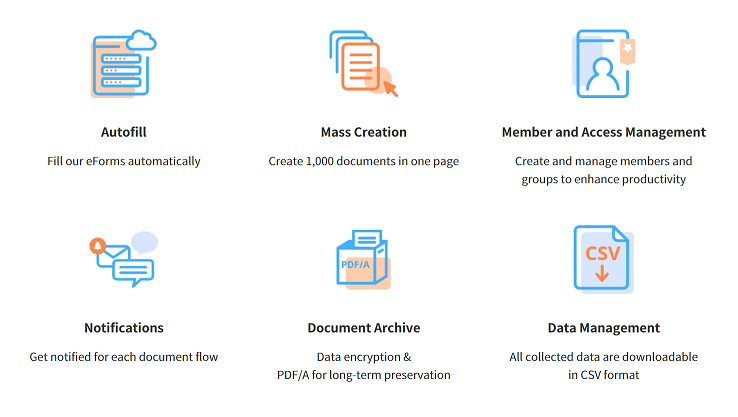 Autofill
Fill our eForms automatically
Mass Creation
Create 1,000 documents in one page
Member and Access Management
Create and manage members and
groups to enhance productivity
Notifications
Get notified for each document flow
PDF/A
Document Archive
Data encryption &
PDF/A for long-term preservation
CSV
Data Management
All collected data are downloadable
in CSV format